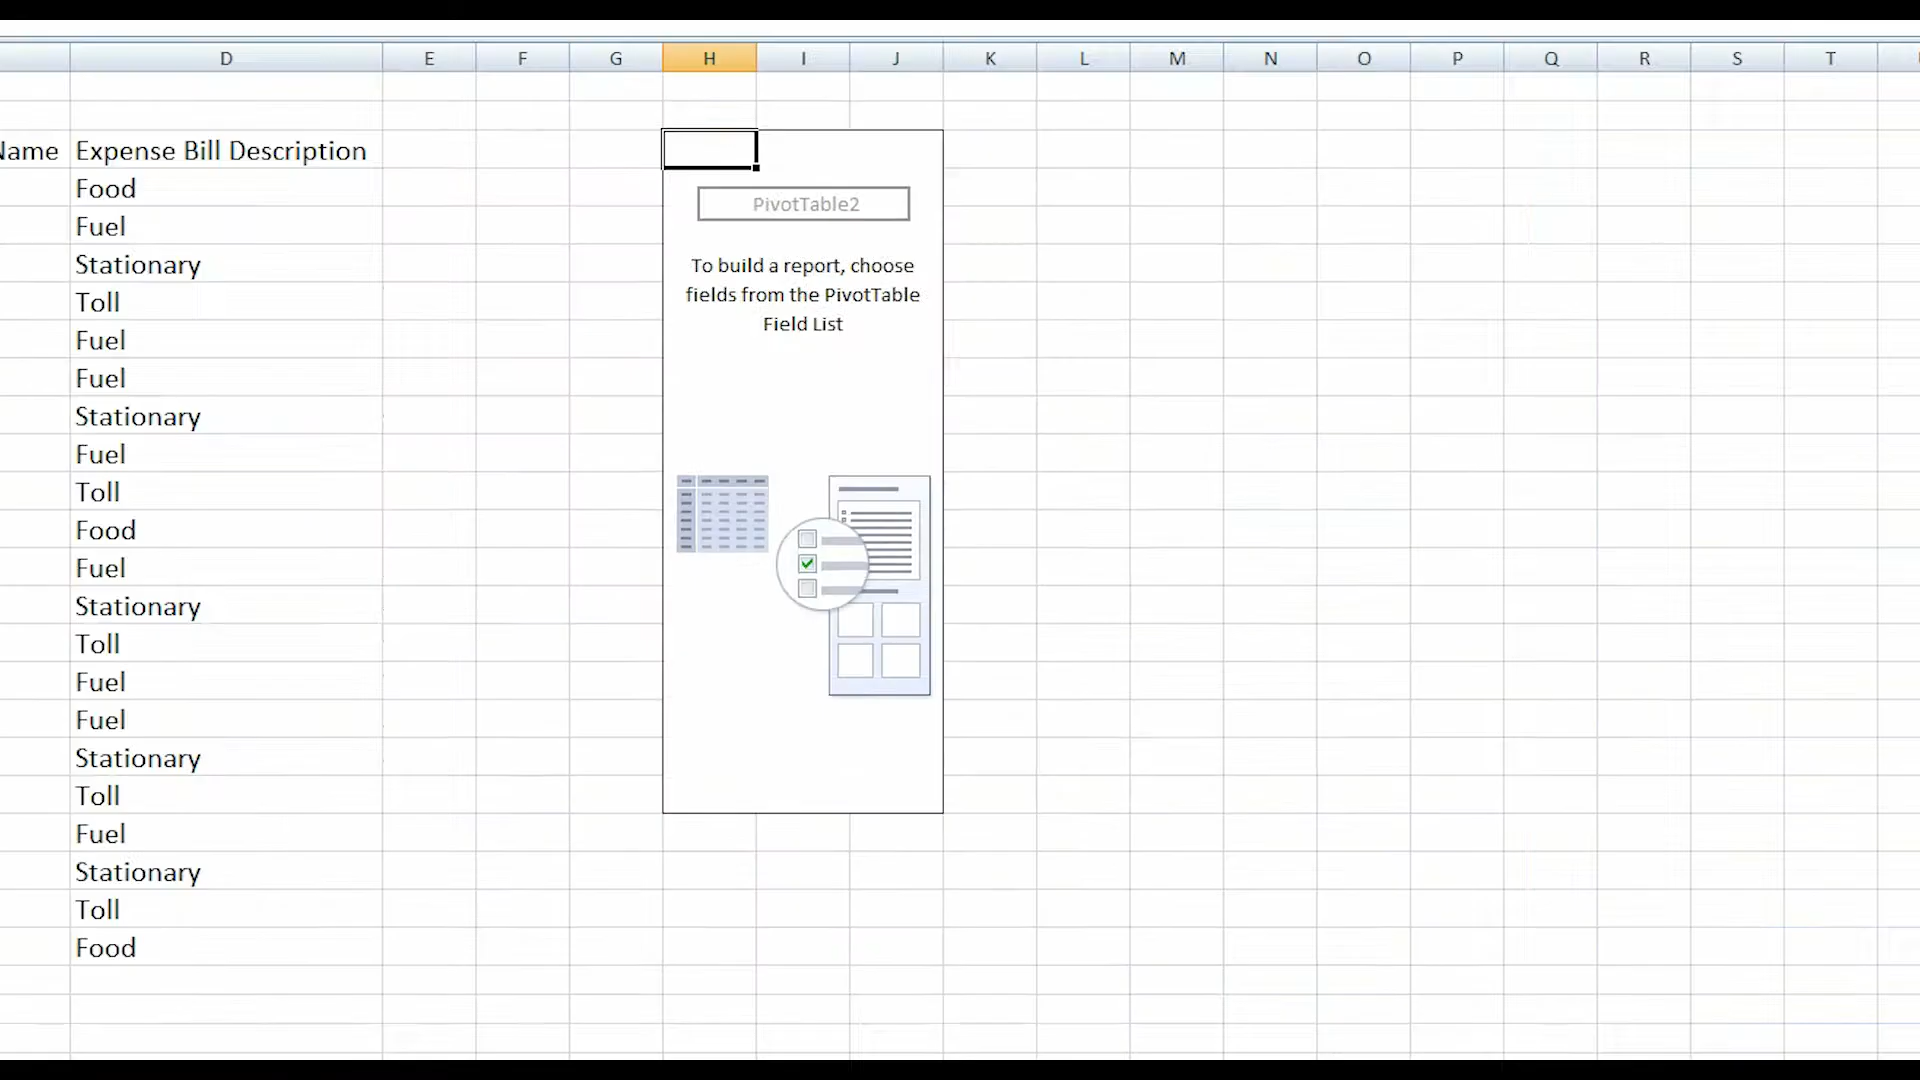 D E F G H I J K L M N O P Q R S T
Name Expense Bill Description
Food
Fuel
Stationary
Toll
Fuel
Fuel
Stationary
Fuel
Toll
Food
Fuel
Stationary
Toll
Fuel
Fuel
Stationary
Toll
Fuel
Stationary
Toll
Food
PivotTable2
To build a report, choose
fields from the PivotTable
Field List